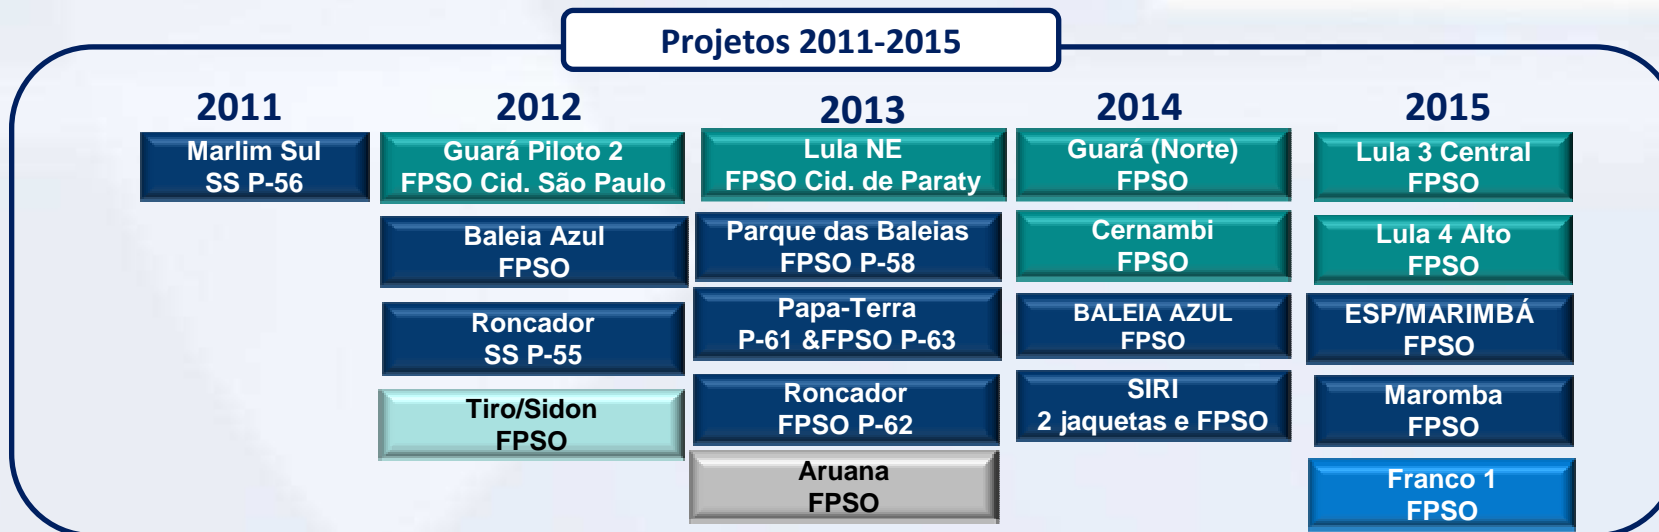 Projetos 2011-2015
2011
Marlim Sul
SS P-56
2012
Guará Piloto 2
FPSO Cid. São Paulo
Baleia Azul
FPSO
Roncador
SS P-55
Tiro/Sidon
FPSO
2013
Lula NE
FPSO Cid. de Paraty
Parque das Baleias
FPSO P-58
Papa-Terra
P-61 &FPSO P-63
Roncador
FPSO P-62
Aruana
FPSO
2014
Guará (Norte)
FPSO
Cernambi
FPSO
BALEIA AZUL
FPSO
SIRI
2 jaquetas e FPSO
2015
Lula 3 Central
FPSO
Lula 4 Alto
FPSO
ESP/MARIMBÁ
FPSO
Maromba
FPSO
Franco 1
FPSO